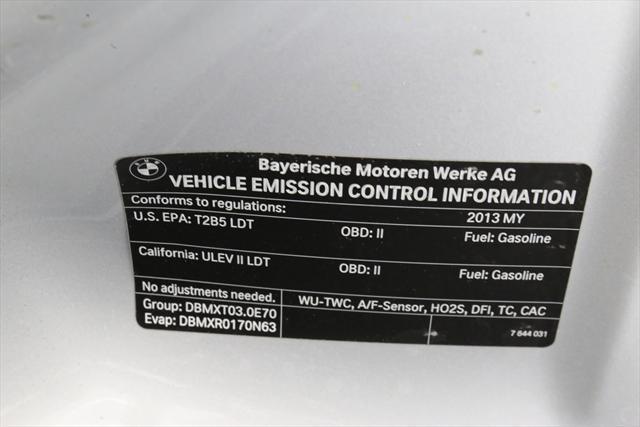 BMW
Bayerische Motoren Werke AG
VEHICLE EMISSION CONTROL INFORMATION
Conforms to regulations: 2013 MY
U.S. EPA: T2B5 LDT OBD: II Fuel: Gasoline
California: ULEV II LDT OBD: II Fuel: Gasoline
No adjustments needed.
Group: DBMXT03.0E70 WU-TWC, A/F-Sensor, HO2S, DFI, TC, CAC
Evap: DBMXR0170N63 7 644 031